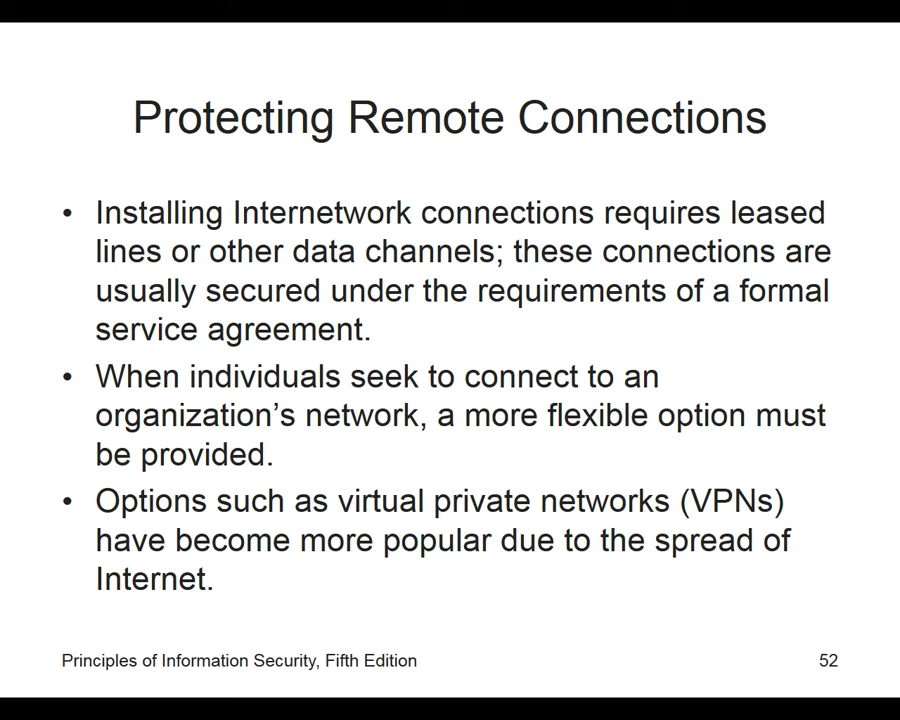 Protecting Remote Connections
• Installing Internetwork connections requires leased
lines or other data channels; these connections are
usually secured under the requirements of a formal
service agreement.
• When individuals seek to connect to an
organization’s network, a more flexible option must
be provided.
• Options such as virtual private networks (VPNs)
have become more popular due to the spread of
Internet.
Principles of Information Security, Fifth Edition 52